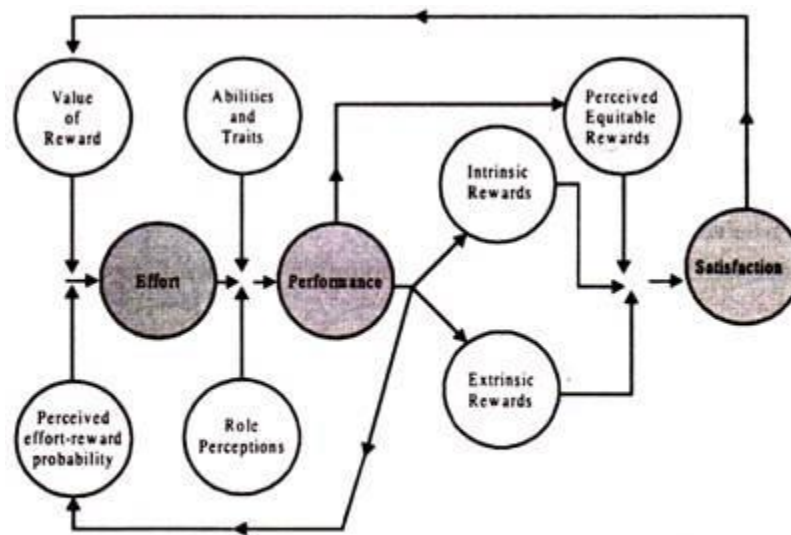 Value
of
Reward
Abilities
and
Traits
Perceived
Equitable
Rewards
Intrinsic
Rewards
Effort
Performance
Satisfaction
Perceived
effort-reward
probability
Role
Perceptions
Extrinsic
Rewards